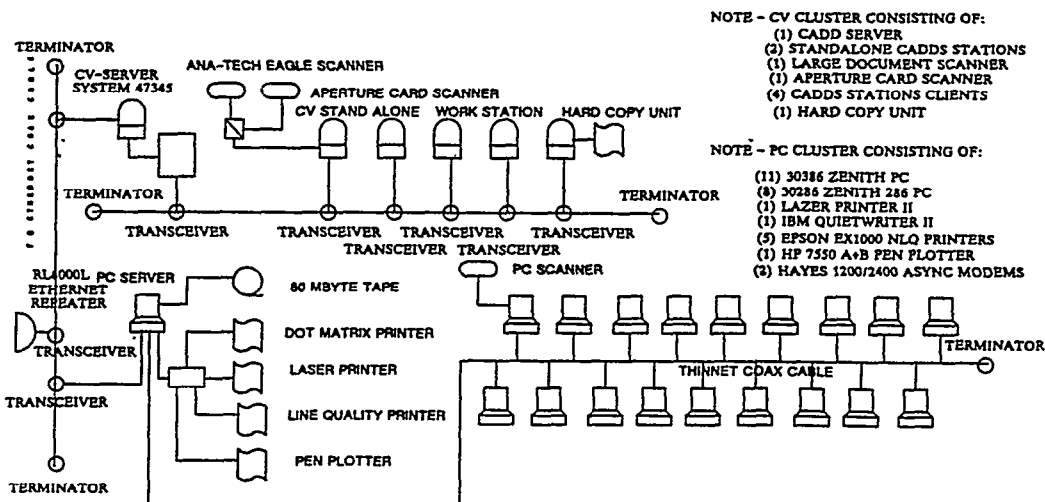 NOTE – CV CLUSTER CONSISTING OF:
(1) CADD SERVER
(2) STANDALONE CADDS STATIONS
(1) LARGE DOCUMENT SCANNER
(1) APERTURE CARD SCANNER
(4) CADDS STATIONS CLIENTS
(1) HARD COPY UNIT
TERMINATOR
CV-SERVER
SYSTEM 47345
ETHERNET COAX CABLE
ANA-TECH EAGLE SCANNER
APERTURE CARD SCANNER
CV STAND ALONE
WORK STATION
HARD COPY UNIT
NOTE – PC CLUSTER CONSISTING OF:
(11) 30386 ZENITH PC
(8) 30286 ZENITH 286 PC
(1) LAZER PRINTER II
(1) IBM QUIETWRITER II
(5) EPSON EX1000 NLQ PRINTERS
(1) HP 7550 A+B PEN PLOTTER
(2) HAYES 1200/2400 ASYNC MODEMS
TERMINATOR
TERMINATOR
TRANSCEIVER
TRANSCEIVER
TRANSCEIVER
TRANSCEIVER TRANSCEIVER
PC SCANNER
ETHERNET
REPEATER
PC SERVER
80 MBYTE TAPE
DOT MATRIX PRINTER
TRANSCEIVER
LASER PRINTER
TRANSCEIVER
LINE QUALITY PRINTER
PEN PLOTTER
TERMINATOR
TERMINATOR
THINNET COAX CABLE